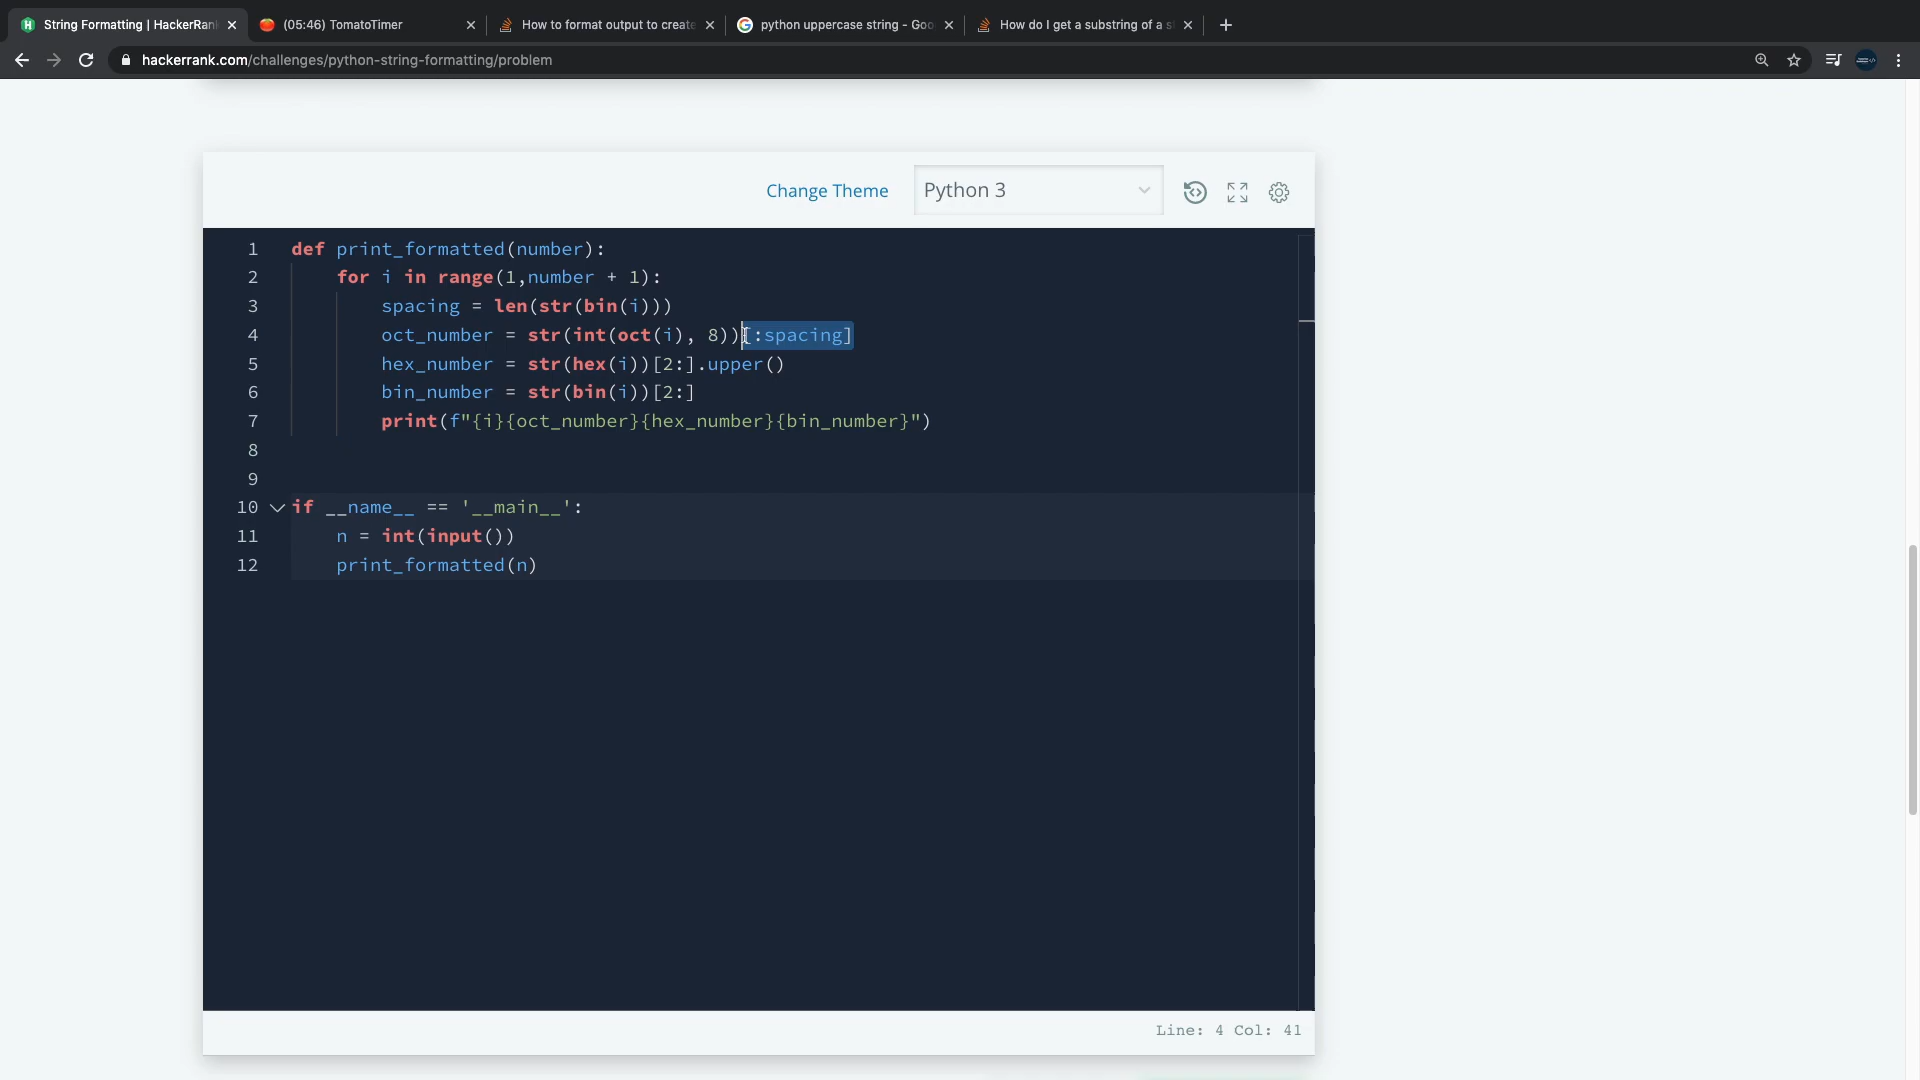 String Formatting | HackerRank
(05:46) TomatoTimer
How to format output to create
python uppercase string - Goo
How do I get a substring of a s
hackerrank.com/challenges/python-string-formatting/problem
Change Theme
Python 3
1 def print_formatted(number):
2 for i in range(1,number + 1):
3 spacing = len(str(bin(i)))
4 oct_number = str(int(oct(i), 8))[:spacing]
5 hex_number = str(hex(i))[2:].upper()
6 bin_number = str(bin(i))[2:]
7 print(f"{i}{oct_number}{hex_number}{bin_number}")
8
9
10 if __name__ == '__main__':
11 n = int(input())
12 print_formatted(n)
Line: 4 Col: 41